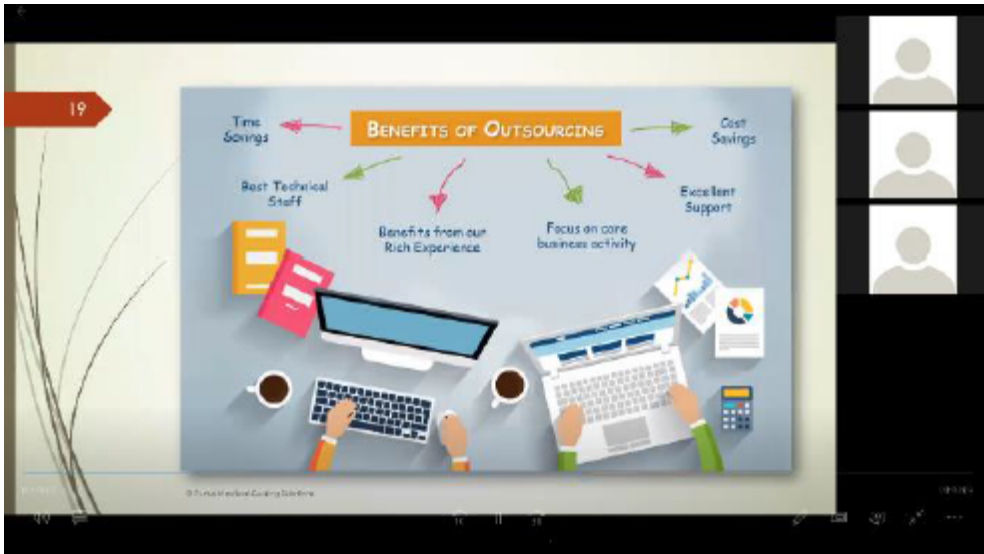 19
BENEFITS OF OUTSOURCING
Time
Savings
Cost
Savings
Best Technical
Staff
Excellent
Support
Benefits from our
Rich Experience
Focus on core
business activity